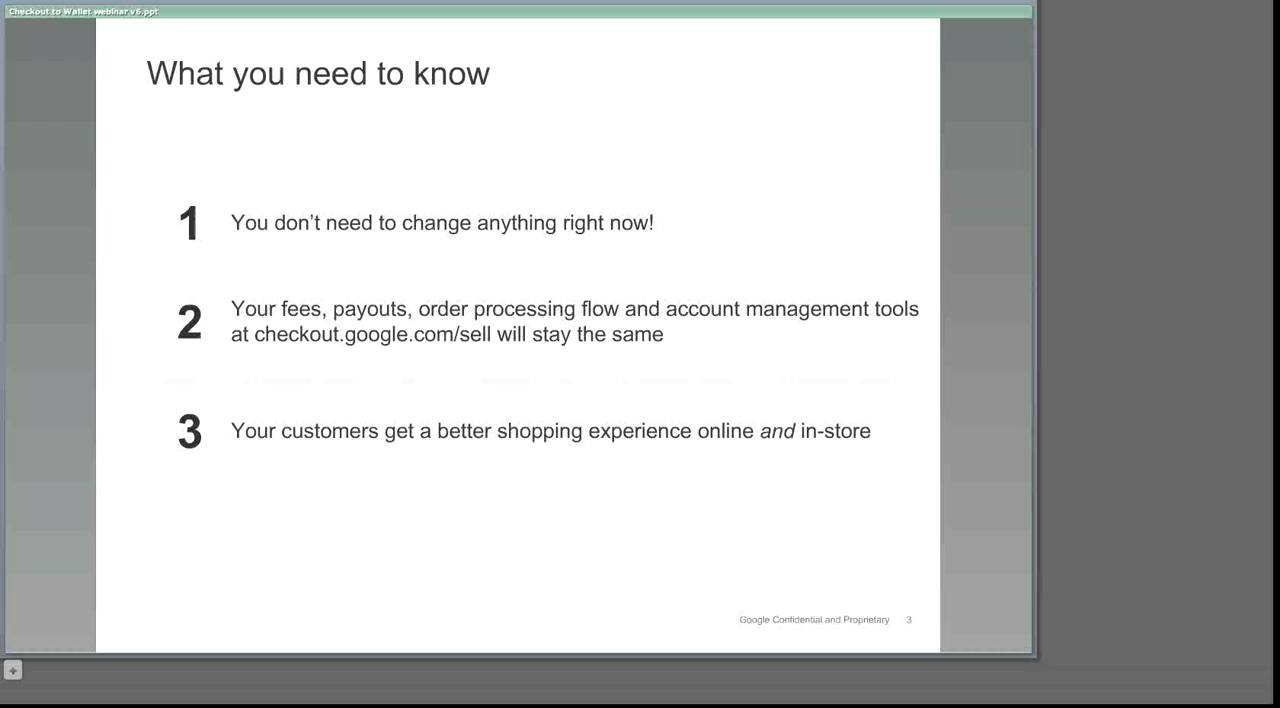 Checkout to Wallet webinar v6.ppt
What you need to know
1 You don’t need to change anything right now!
2 Your fees, payouts, order processing flow and account management tools
at checkout.google.com/sell will stay the same
3 Your customers get a better shopping experience online and in-store
Google Confidential and Proprietary 3